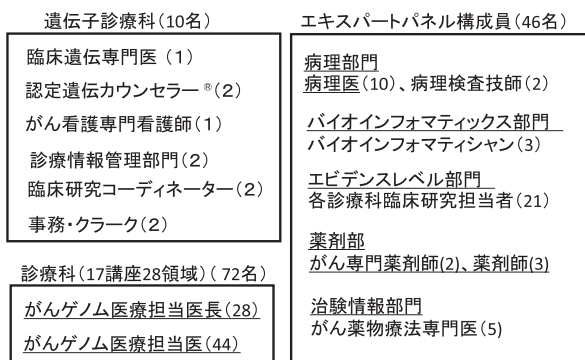 遺伝子診療科(10名)
臨床遺伝専門医(1)
認定遺伝カウンセラー®(2)
がん看護専門看護師(1)
診療情報管理部門(2)
臨床研究コーディネーター(2)
事務・クラーク(2)
診療科(17講座28領域)(72名)
がんゲノム医療担当医長(28)
がんゲノム医療担当医(44)
エキスパートパネル構成員(46名)
病理部門
病理医(10)、病理検査技師(2)
バイオインフォマティックス部門
バイオインフォマティシャン(3)
エビデンスレベル部門
各診療科臨床研究担当者(21)
薬剤部
がん専門薬剤師(2)、薬剤師(3)
治験情報部門
がん薬物療法専門医(5)